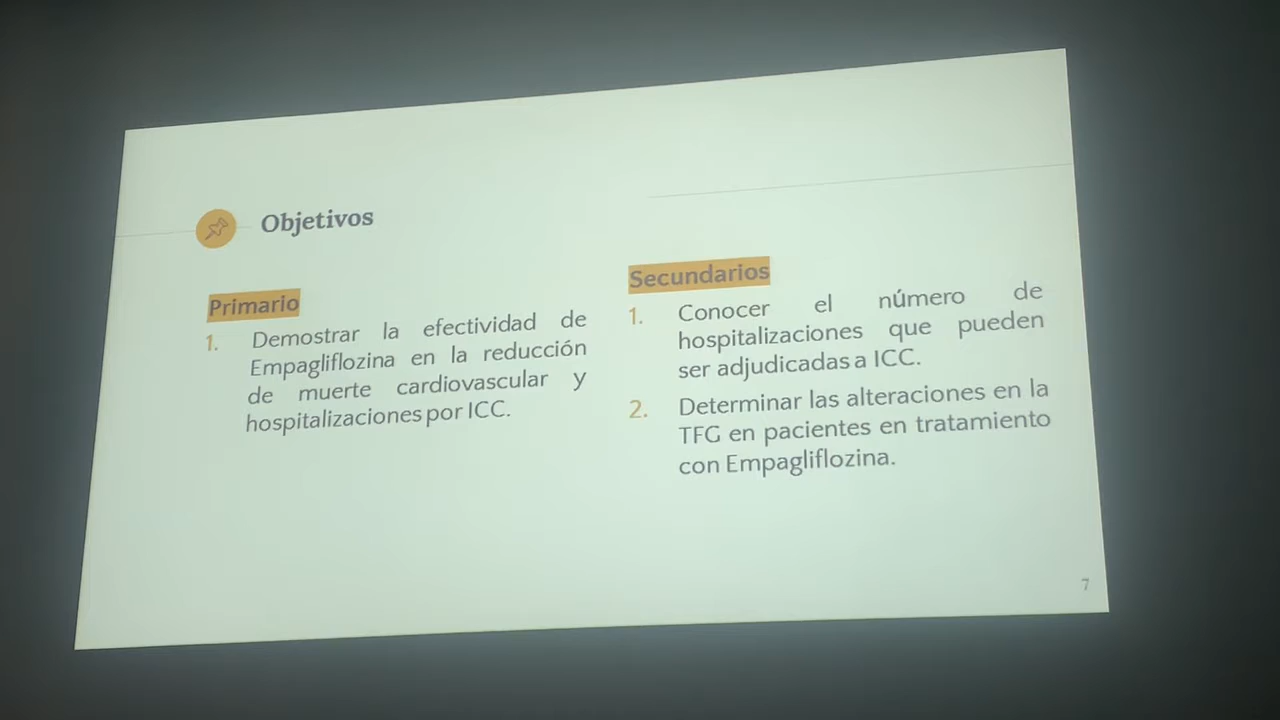 Objetivos
Primario
1. Demostrar la efectividad de
Empagliflozina en la reducción
de muerte cardiovascular y
hospitalizaciones por ICC.
Secundarios
1. Conocer el número de
hospitalizaciones que pueden
ser adjudicadas a ICC.
2. Determinar las alteraciones en la
TFG en pacientes en tratamiento
con Empagliflozina.
7